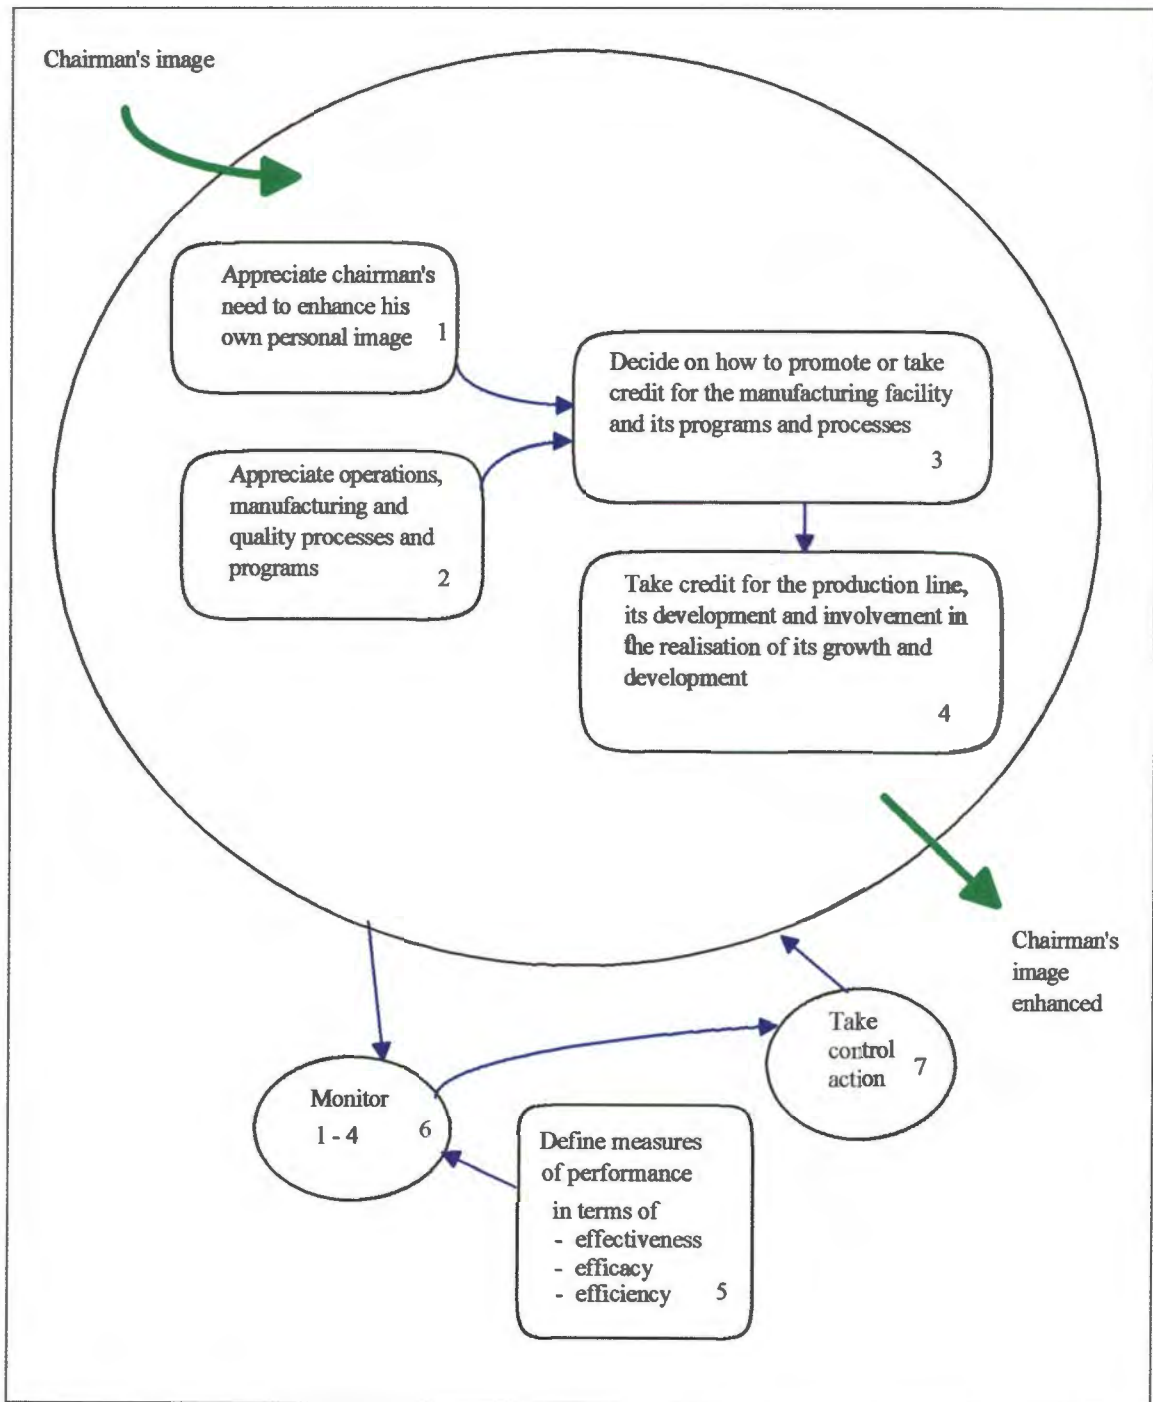 Chairman's image
Appreciate chairman's
need to enhance his
own personal image
1
Appreciate operations,
manufacturing and
quality processes and
programs
2
Decide on how to promote or take
credit for the manufacturing facility
and its programs and processes
3
Take credit for the production line,
its development and involvement in
the realisation of its growth and
development
4
Chairman's
image
enhanced
Monitor
1 - 4
6
Take
control
action
7
Define measures
of performance
in terms of
- effectiveness
- efficacy
- efficiency
5